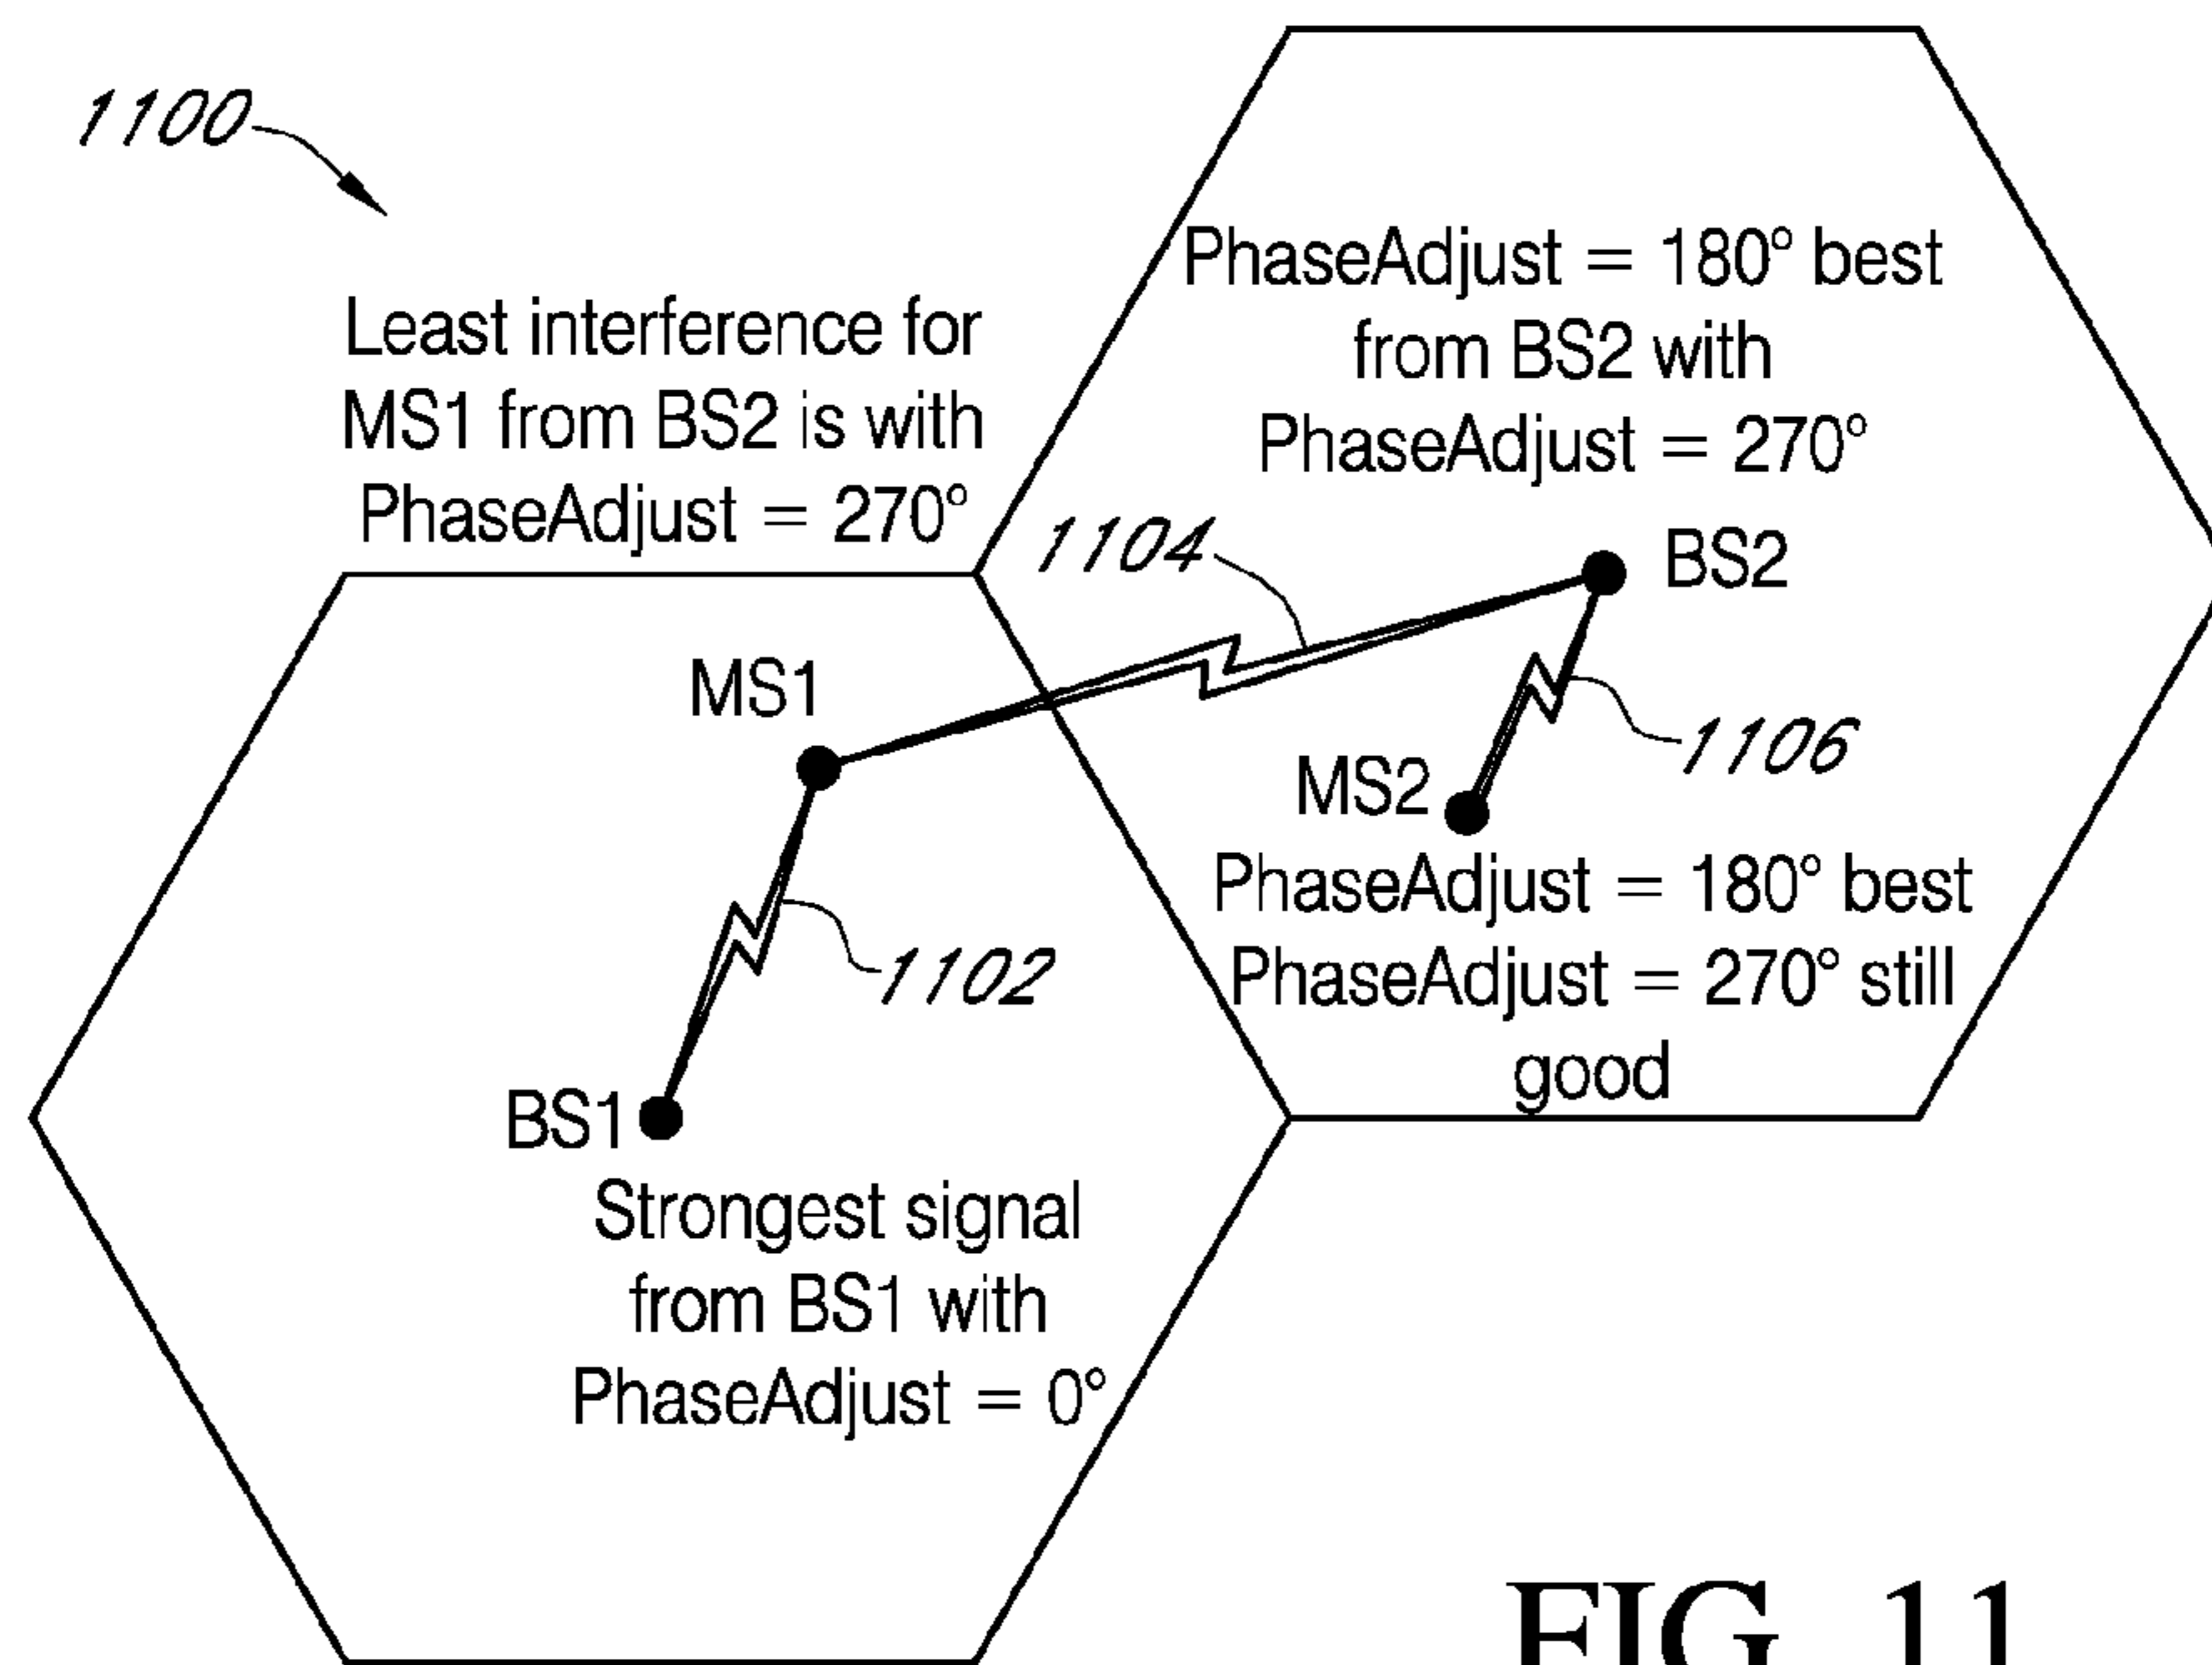 1100
Least interference for
MS1 from BS2 is with
PhaseAdjust = 270°
PhaseAdjust = 180° best
from BS2 with
PhaseAdjust = 270°
1104
BS2
MS1
1106
MS2
PhaseAdjust = 180° best
PhaseAdjust = 270° still
good
1102
BS1
Strongest signal
from BS1 with
PhaseAdjust = 0°
FIG. 11